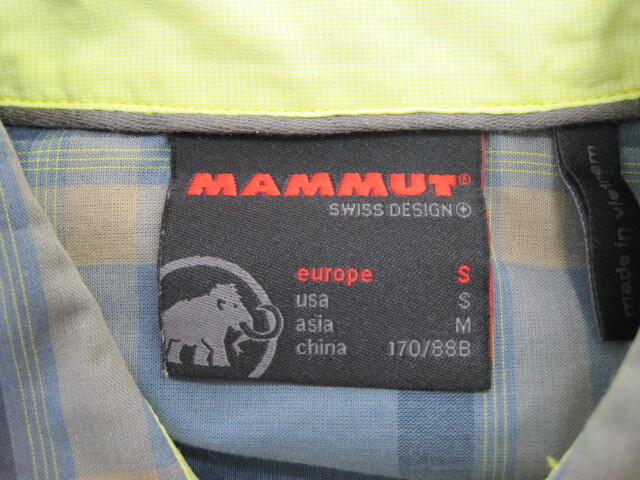 MAMMUT®
SWISS DESIGN
europe S
usa S
asia M
china 170/88B
made in vietnam